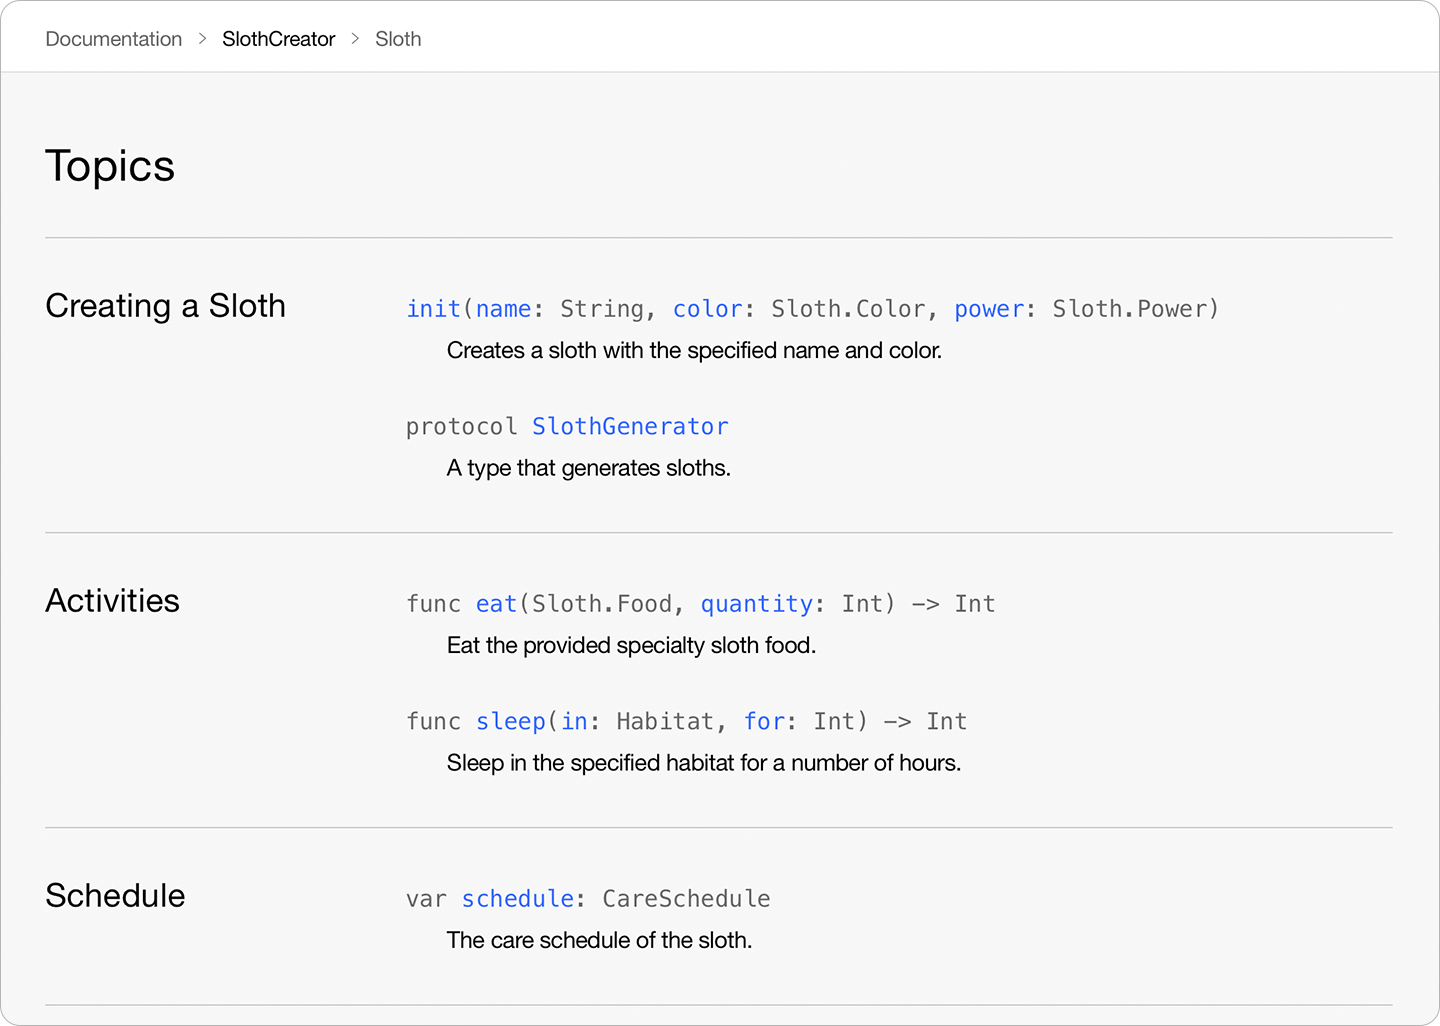 Documentation > SlothCreator > Sloth
Topics
Creating a Sloth
init(name: String, color: Sloth.Color, power: Sloth.Power)
Creates a sloth with the specified name and color.
protocol SlothGenerator
A type that generates sloths.
Activities
func eat(Sloth.Food, quantity: Int) -> Int
Eat the provided specialty sloth food.
func sleep(in: Habitat, for: Int) -> Int
Sleep in the specified habitat for a number of hours.
Schedule
var schedule: CareSchedule
The care schedule of the sloth.